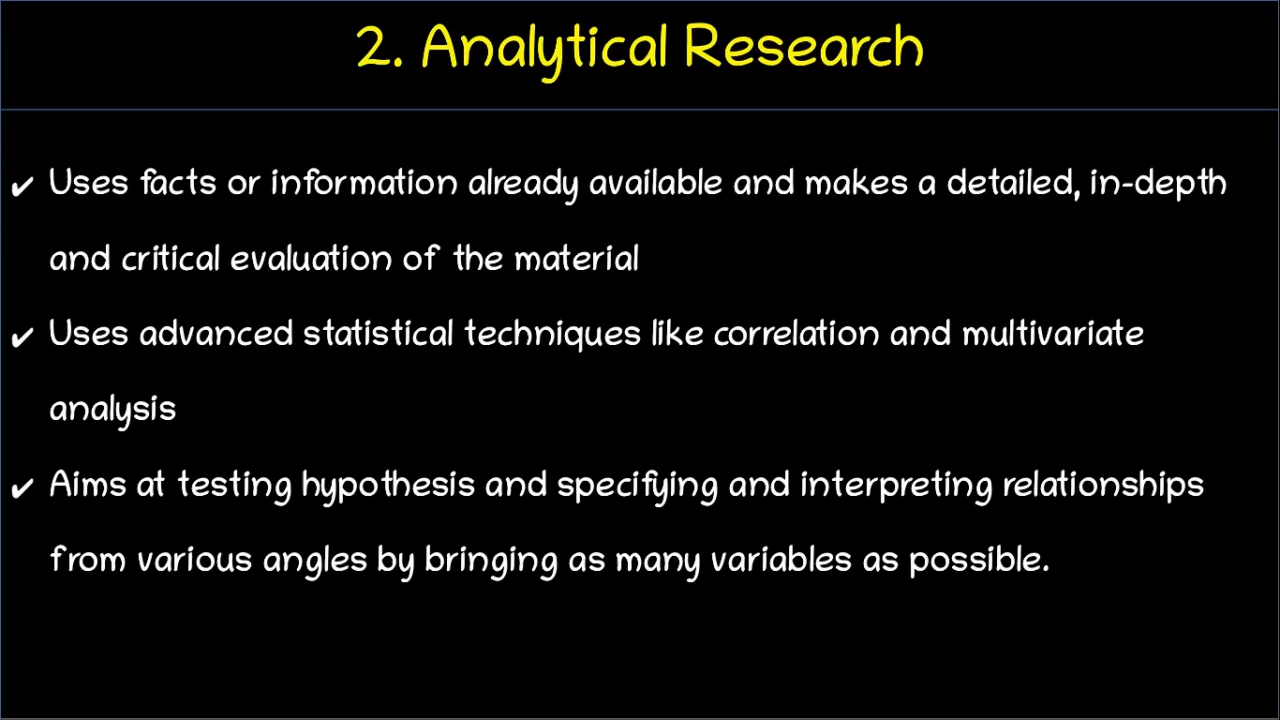 2. Analytical Research
✔ Uses facts or information already available and makes a detailed, in-depth
and critical evaluation of the material
✔ Uses advanced statistical techniques like correlation and multivariate
analysis
✔ Aims at testing hypothesis and specifying and interpreting relationships
from various angles by bringing as many variables as possible.